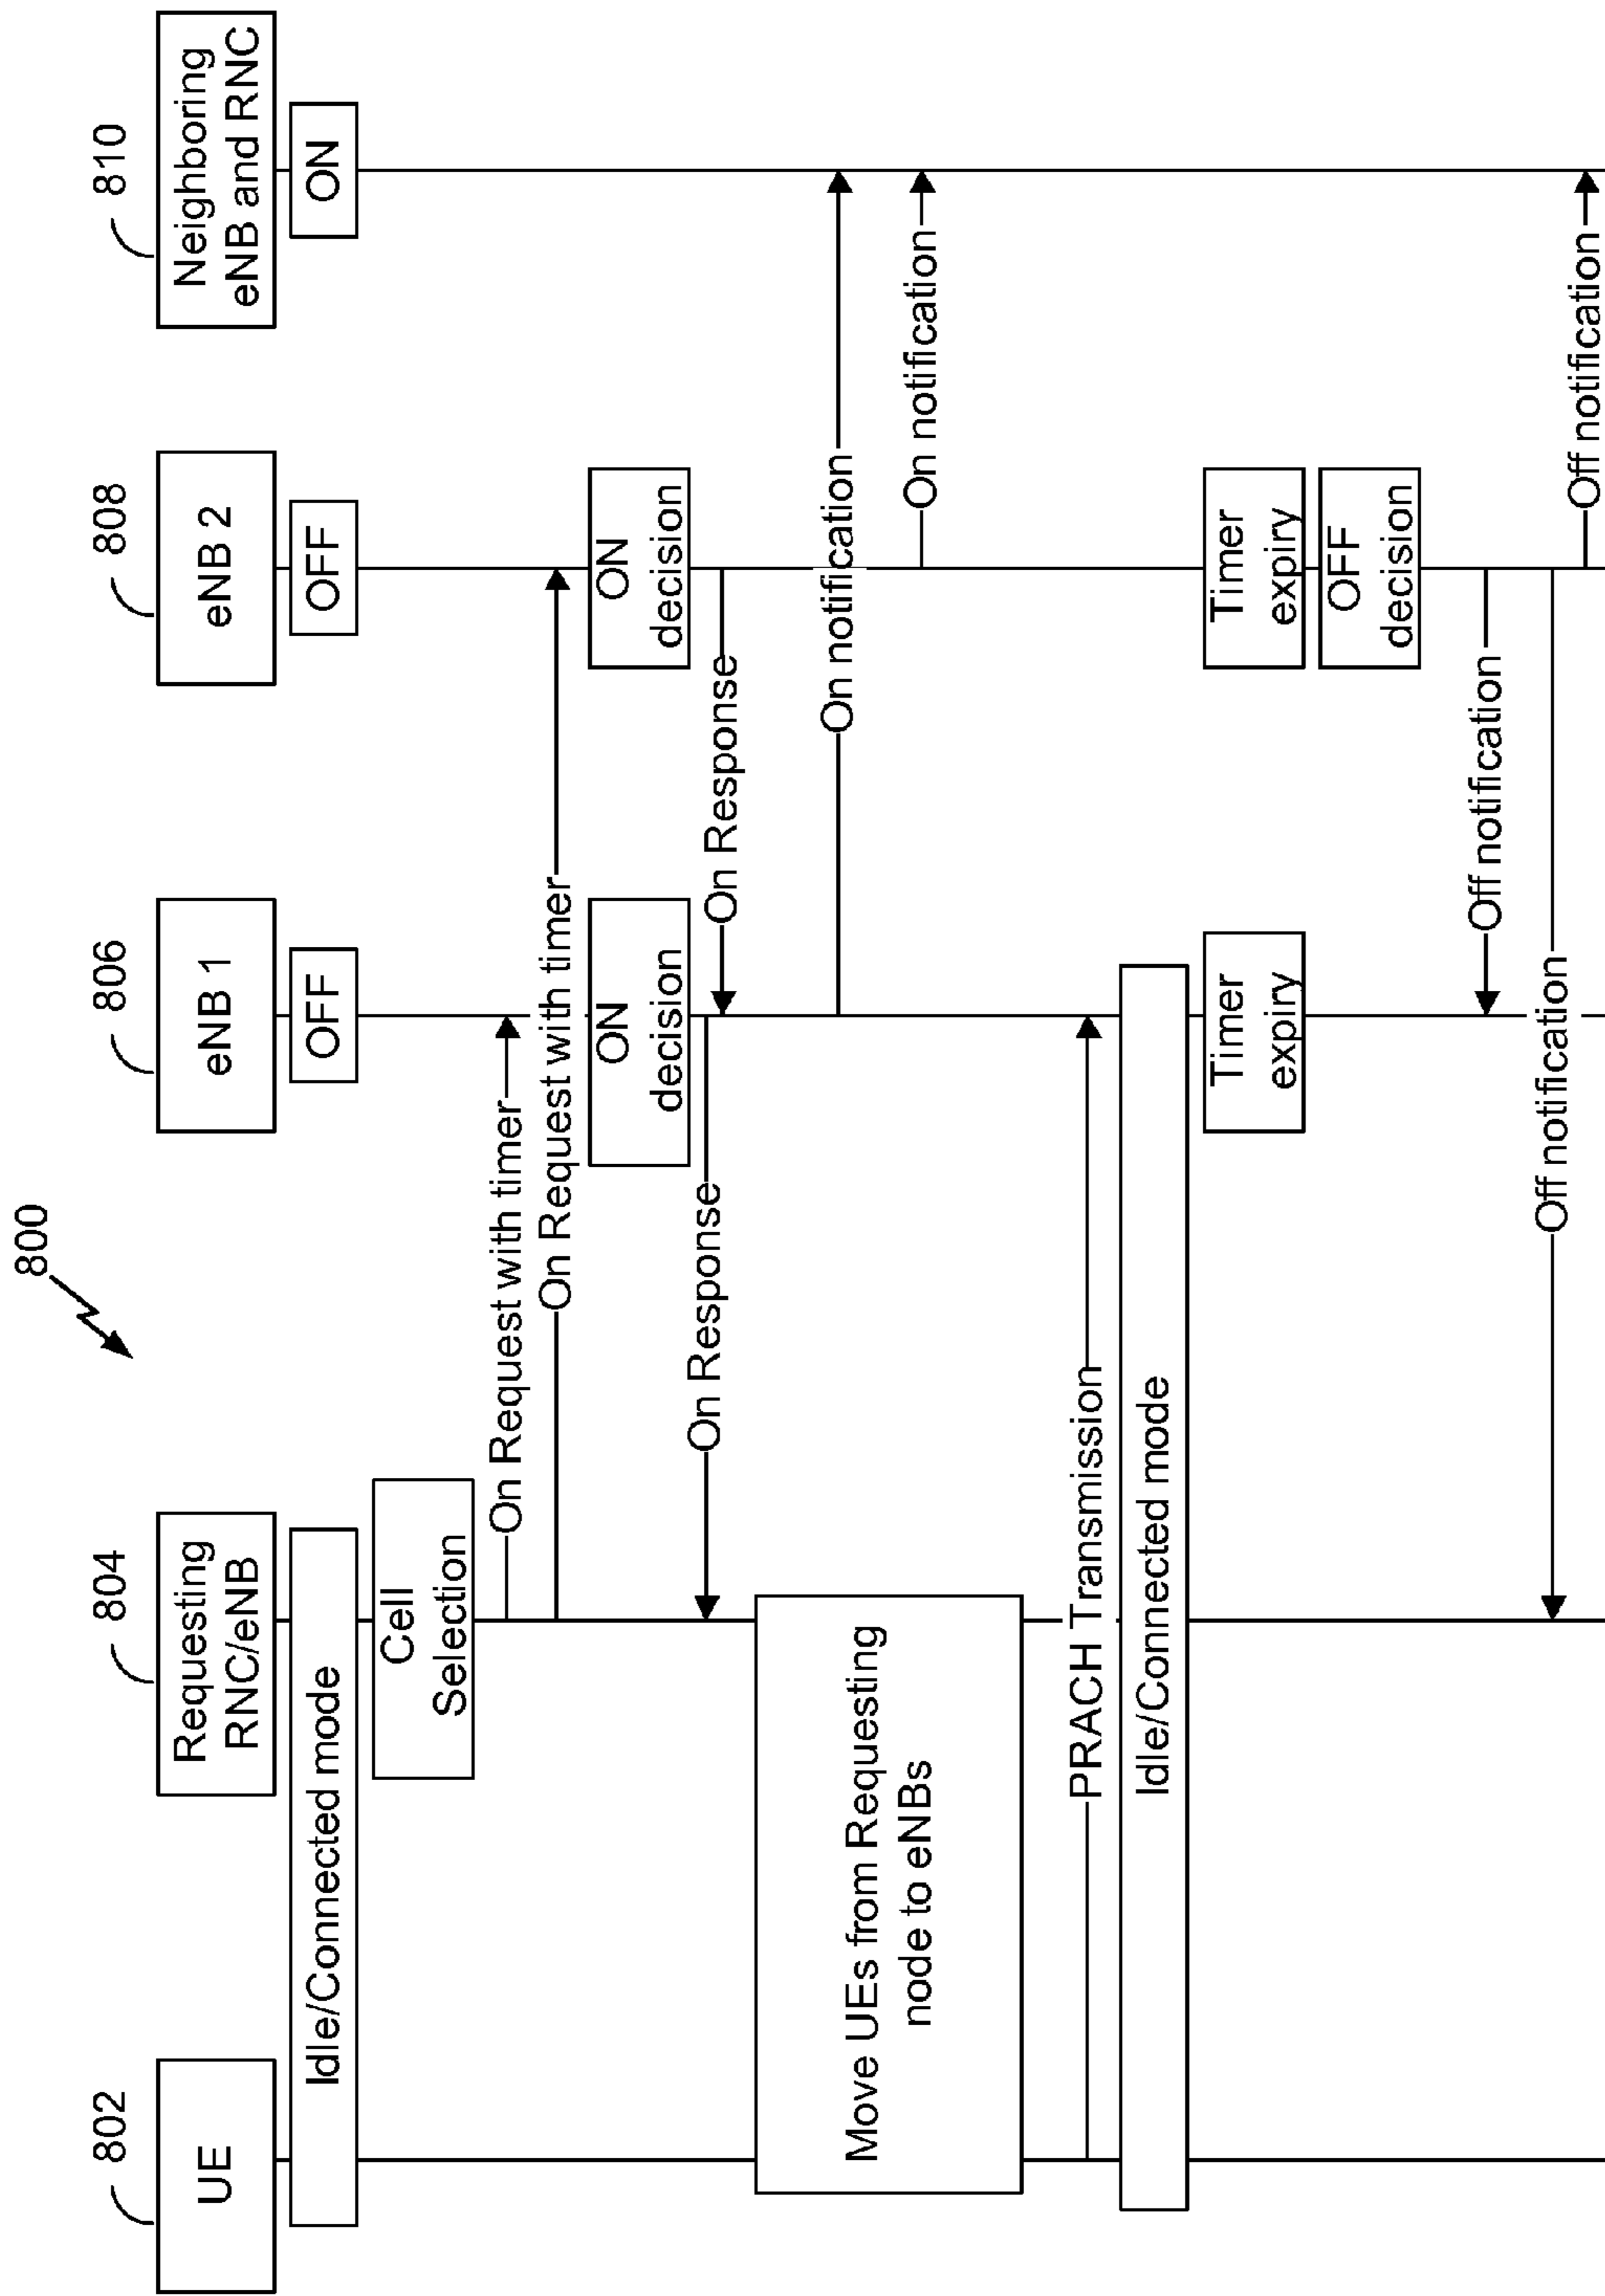 800
802
804
806
808
810
UE
Requesting
RNC/eNB
eNB 1
eNB 2
Neighboring
eNB and RNC
Idle/Connected mode
OFF
OFF
ON
Cell
Selection
On Request with timer
On Request with timer
ON
decision
ON
decision
On Response
On Response
Move UEs from Requesting
node to eNBs
On notification
On notification
PRACH Transmission
Idle/Connected mode
Timer
expiry
Timer
expiry
OFF
decision
Off notification
Off notification
Off notification